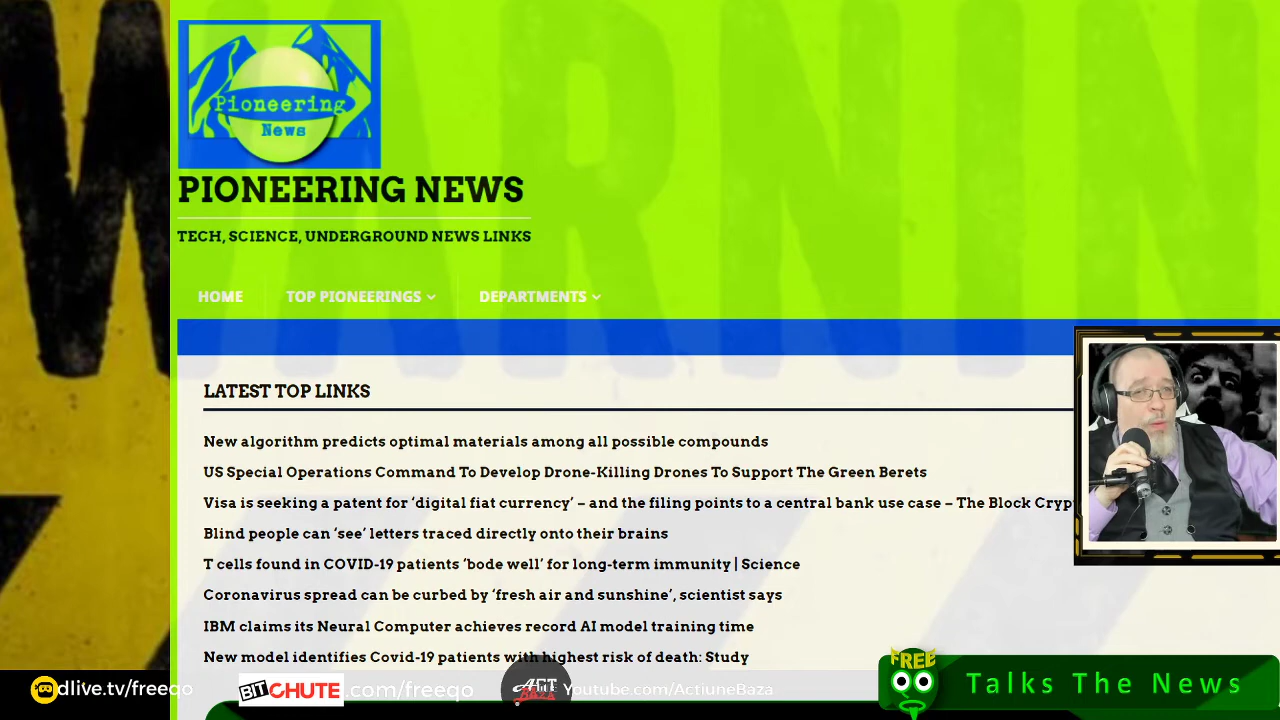 WARNIN
Pioneering
News
PIONEERING NEWS
TECH, SCIENCE, UNDERGROUND NEWS LINKS
HOME
TOP PIONEERINGS
DEPARTMENTS
LATEST TOP LINKS
New algorithm predicts optimal materials among all possible compounds
US Special Operations Command To Develop Drone-Killing Drones To Support The Green Berets
Visa is seeking a patent for ‘digital fiat currency’ – and the filing points to a central bank use case – The Block Cryp
Blind people can ‘see’ letters traced directly onto their brains
T cells found in COVID-19 patients ‘bode well’ for long-term immunity | Science
Coronavirus spread can be curbed by ‘fresh air and sunshine’, scientist says
IBM claims its Neural Computer achieves record AI model training time
New model identifies Covid-19 patients with highest risk of death: Study
dlive.tv/freeqo
BITCHUTE.com/freeqo
Youtube.com/ActiuneBaza
FREE
Talks The News